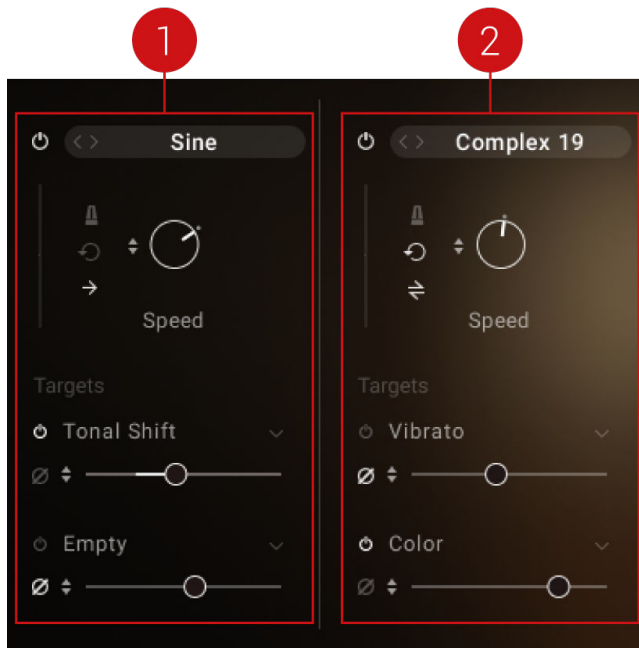 1
2
Sine
Complex 19
Speed
Speed
Targets
Targets
Tonal Shift
Vibrato
Empty
Color